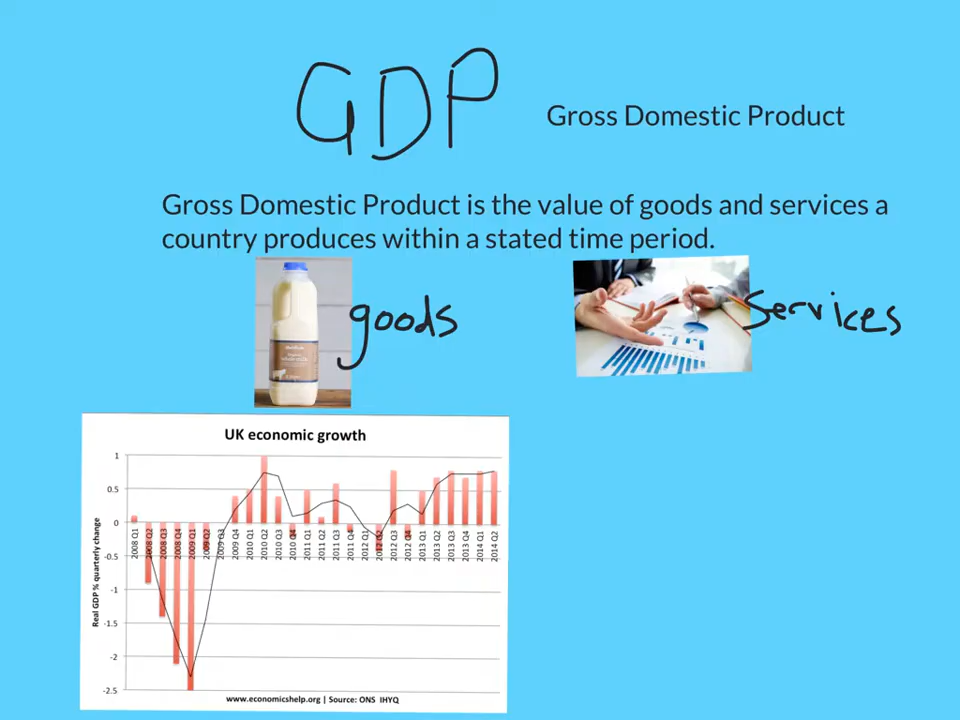 GDP
Gross Domestic Product
Gross Domestic Product is the value of goods and services a
country produces within a stated time period.
goods
services
UK economic growth
Real GDP % quarterly change
1
0.5
0
-0.5
-1
-1.5
-2
-2.5
2008 Q1
2008 Q2
2008 Q3
2008 Q4
2009 Q1
2009 Q2
2009 Q3
2009 Q4
2010 Q1
2010 Q2
2010 Q3
2010 Q4
2011 Q1
2011 Q2
2011 Q3
2011 Q4
2012 Q1
2012 Q2
2012 Q3
2012 Q4
2013 Q1
2013 Q2
2013 Q3
2013 Q4
2014 Q1
2014 Q2
www.economicshelp.org | Source: ONS IHYQ